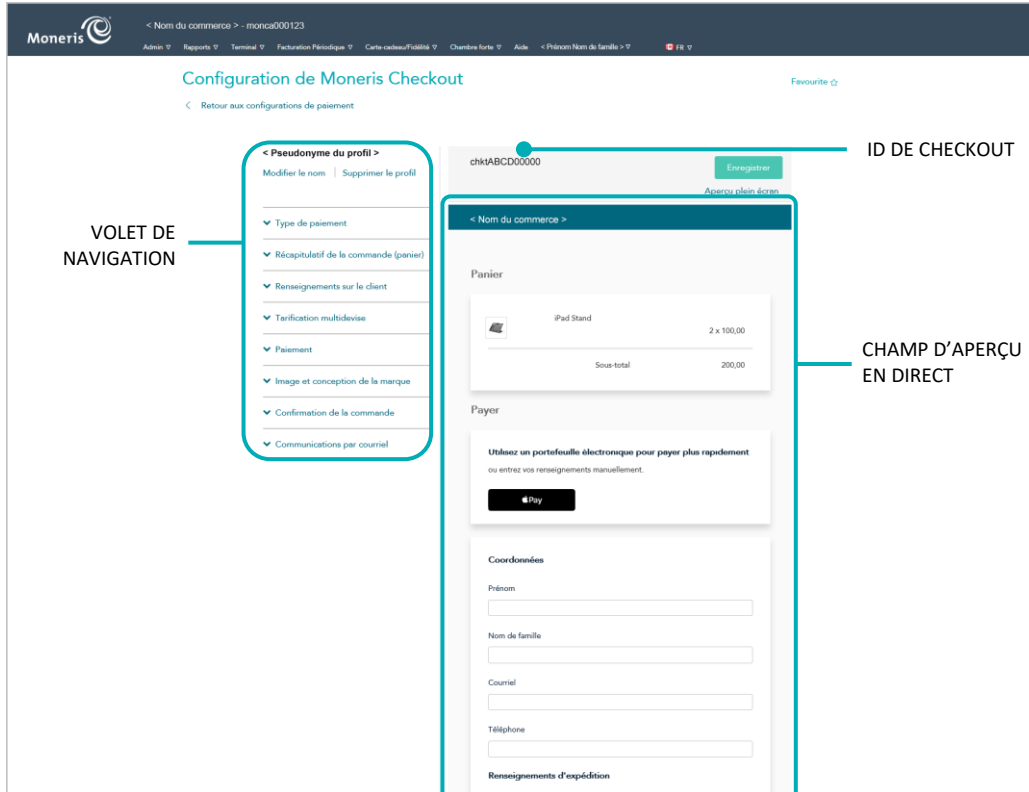 Moneris
< Nom du commerce > - monca000123
Admin ▽ Rapports ▽ Terminal ▽ Facturation Périodique ▽ Carte-cadeau/Fidélité ▽ Chambre forte ▽ Aide < Prénom Nom de famille > ▽ FR ▽
Configuration de Moneris Checkout
Favourite ☆
< Retour aux configurations de paiement
< Pseudonyme du profil >
Modifier le nom | Supprimer le profil
Type de paiement
Récapitulatif de la commande (panier)
Renseignements sur le client
Tarification multidevise
Paiement
Image et conception de la marque
Confirmation de la commande
Communications par courriel
VOLET DE
NAVIGATION
chktABCD00000
Enregistrer
Aperçu plein écran
ID DE CHECKOUT
< Nom du commerce >
Panier
iPad Stand
2 x 100,00
Sous-total 200,00
CHAMP D’APERÇU
EN DIRECT
Payer
Utilisez un portefeuille électronique pour payer plus rapidement
ou entrez vos renseignements manuellement.
Pay
Coordonnées
Prénom
Nom de famille
Courriel
Téléphone
Renseignements d'expédition